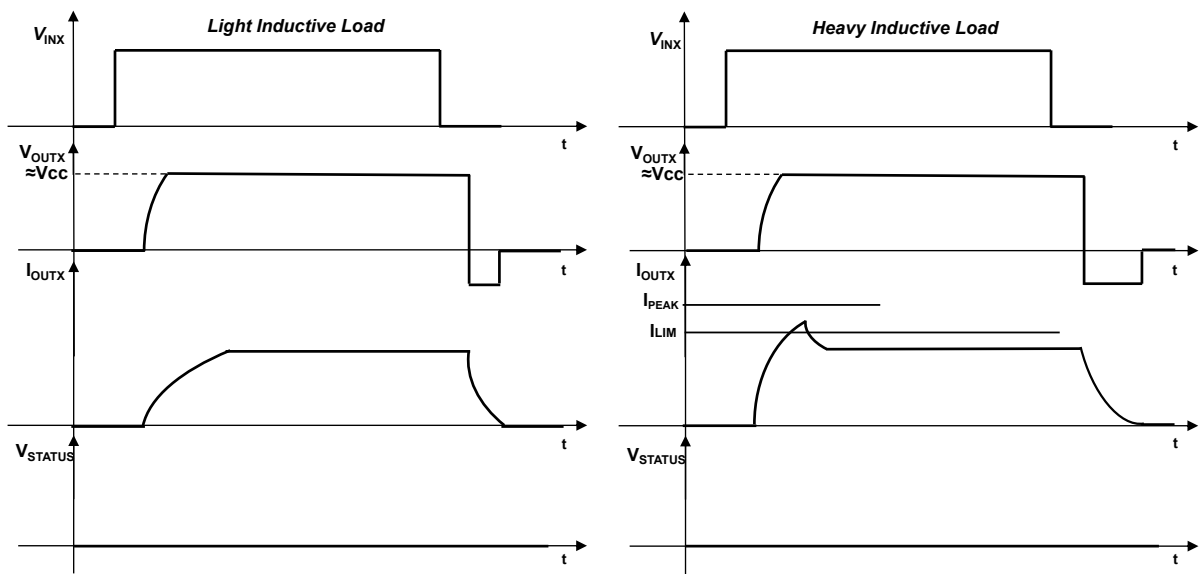 Light Inductive Load
VINX
t
VOUTX
≈VCC
t
IOUTX
t
VSTATUS
t
Heavy Inductive Load
VINX
t
VOUTX
≈VCC
t
IOUTX
IPEAK
ILIM
t
VSTATUS
t